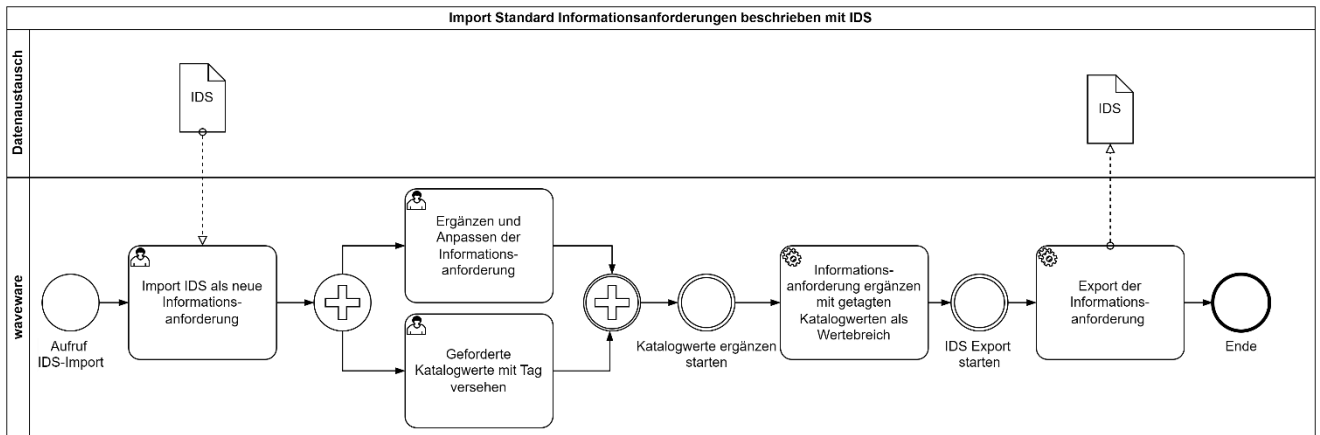 Import Standard Informationsanforderungen beschrieben mit IDS
Datenaustausch
IDS
IDS
waveware
Aufruf
IDS-Import
Import IDS als neue
Informations-
anforderung
Ergänzen und
Anpassen der
Informations-
anforderung
Geforderte
Katalogwerte mit Tag
versehen
Katalogwerte ergänzen
starten
Informations-
anforderung ergänzen
mit getagten
Katalogwerten als
Wertebreich
IDS Export
starten
Export der
Informations-
anforderung
Ende